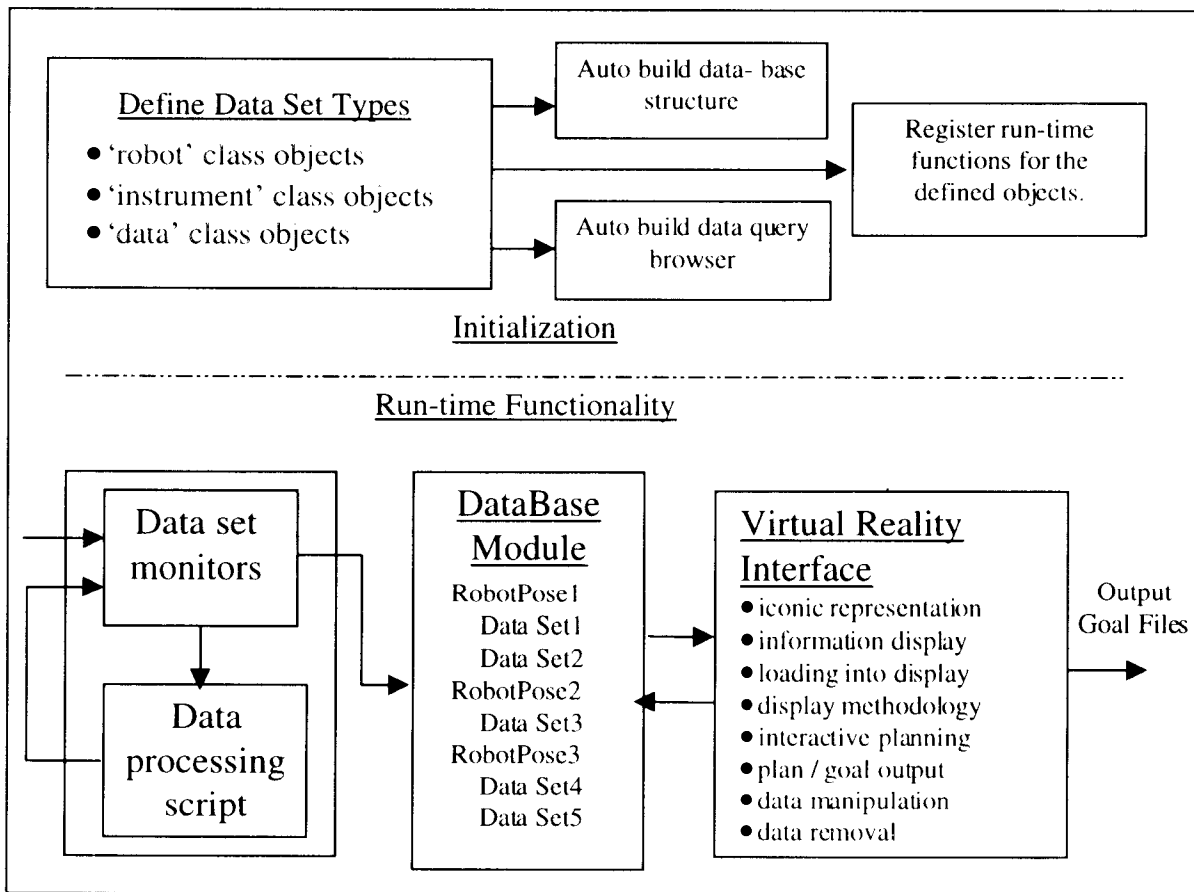 Define Data Set Types
● ‘robot’ class objects
● ‘instrument’ class objects
● ‘data’ class objects
Auto build data- base
structure
Register run-time
functions for the
defined objects.
Auto build data query
browser
Initialization
Run-time Functionality
Data set
monitors
Data
processing
script
DataBase
Module
RobotPose1
Data Set1
Data Set2
RobotPose2
Data Set3
RobotPose3
Data Set4
Data Set5
Virtual Reality
Interface
● iconic representation
● information display
● loading into display
● display methodology
● interactive planning
● plan / goal output
● data manipulation
● data removal
Output
Goal Files